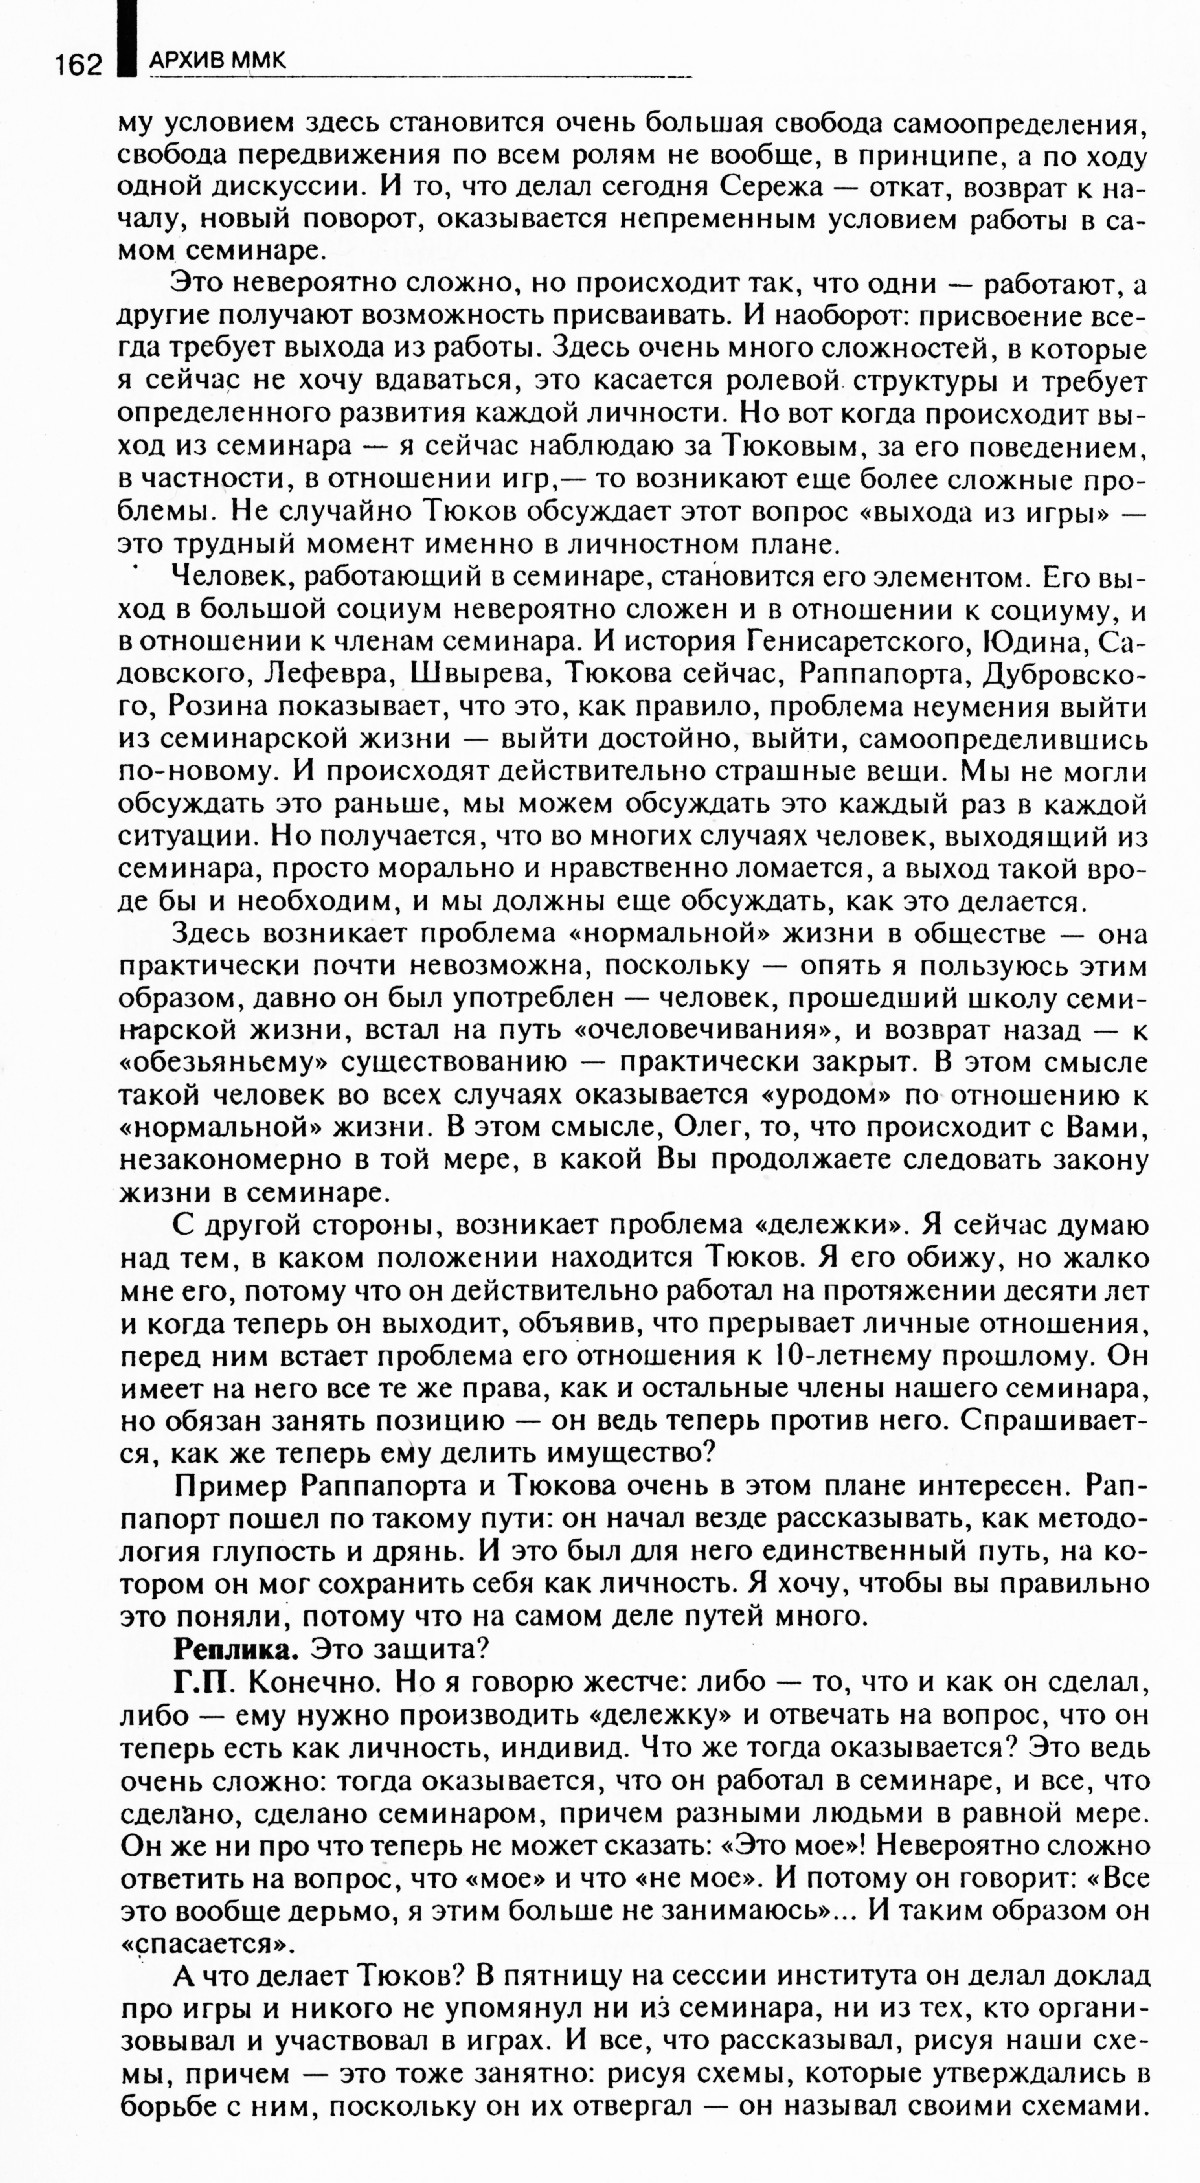 162 АРХИВ ММК
му условием здесь становится очень большая свобода самоопределения,
свобода передвижения по всем ролям не вообще, в принципе, а по ходу
одной дискуссии. И то, что делал сегодня Сережа — откат, возврат к на-
чалу, новый поворот, оказывается непременным условием работы в са-
мом семинаре.
Это невероятно сложно, но происходит так, что одни — работают, а
другие получают возможность присваивать. И наоборот: присвоение все-
гда требует выхода из работы. Здесь очень много сложностей, в которые
я сейчас не хочу вдаваться, это касается ролевой структуры и требует
определенного развития каждой личности. Но вот когда происходит вы-
ход из семинара — я сейчас наблюдаю за Тюковым, за его поведением,
в частности, в отношении игр,— то возникают еще более сложные про-
блемы. Не случайно Тюков обсуждает этот вопрос «выхода из игры» —
это трудный момент именно в личностном плане.
Человек, работающий в семинаре, становится его элементом. Его вы-
ход в большой социум невероятно сложен и в отношении к социуму, и
в отношении к членам семинара. И история Генисаретского, Юдина, Са-
довского, Лефевра, Швырева, Тюкова сейчас, Раппапорта, Дубровско-
го, Розина показывает, что это, как правило, проблема неумения выйти
из семинарской жизни — выйти достойно, выйти, самоопределившись
по-новому. И происходят действительно страшные вещи. Мы не могли
обсуждать это раньше, мы можем обсуждать это каждый раз в каждой
ситуации. Но получается, что во многих случаях человек, выходящий из
семинара, просто морально и нравственно ломается, а выход такой вро-
де бы и необходим, и мы должны еще обсуждать, как это делается.
Здесь возникает проблема «нормальной» жизни в обществе — она
практически почти невозможна, поскольку — опять я пользуюсь этим
образом, давно он был употреблен — человек, прошедший школу семи-
нарской жизни, встал на путь «очеловечивания», и возврат назад — к
«обезьяньему» существованию — практически закрыт. В этом смысле
такой человек во всех случаях оказывается «уродом» по отношению к
«нормальной» жизни. В этом смысле, Олег, то, что происходит с Вами,
незакономерно в той мере, в какой Вы продолжаете следовать закону
жизни в семинаре.
С другой стороны, возникает проблема «дележки». Я сейчас думаю
над тем, в каком положении находится Тюков. Я его обижу, но жалко
мне его, потому что он действительно работал на протяжении десяти лет
и когда теперь он выходит, объявив, что прерывает личные отношения,
перед ним встает проблема его отношения к 10-летнему прошлому. Он
имеет на него все те же права, как и остальные члены нашего семинара,
но обязан занять позицию — он ведь теперь против него. Спрашивает-
ся, как же теперь ему делить имущество?
Пример Раппапорта и Тюкова очень в этом плане интересен. Рап-
папорт пошел по такому пути: он начал везде рассказывать, как методо-
логия глупость и дрянь. И это был для него единственный путь, на ко-
тором он мог сохранить себя как личность. Я хочу, чтобы вы правильно
это поняли, потому что на самом деле путей много.
Реплика. Это защита?
Г.П. Конечно. Но я говорю жестче: либо — то, что и как он сделал,
либо — ему нужно производить «дележку» и отвечать на вопрос, что он
теперь есть как личность, индивид. Что же тогда оказывается? Это ведь
очень сложно: тогда оказывается, что он работал в семинаре, и все, что
сделано, сделано семинаром, причем разными людьми в равной мере.
Он же ни про что теперь не может сказать: «Это мое»! Невероятно сложно
ответить на вопрос, что «мое» и что «не мое». И потому он говорит: «Все
это вообще дерьмо, я этим больше не занимаюсь»... И таким образом он
«спасается».
А что делает Тюков? В пятницу на сессии института он делал доклад
про игры и никого не упомянул ни из семинара, ни из тех, кто органи-
зовывал и участвовал в играх. И все, что рассказывал, рисуя наши схе-
мы, причем — это тоже занятно: рисуя схемы, которые утверждались в
борьбе с ним, поскольку он их отвергал — он называл своими схемами.